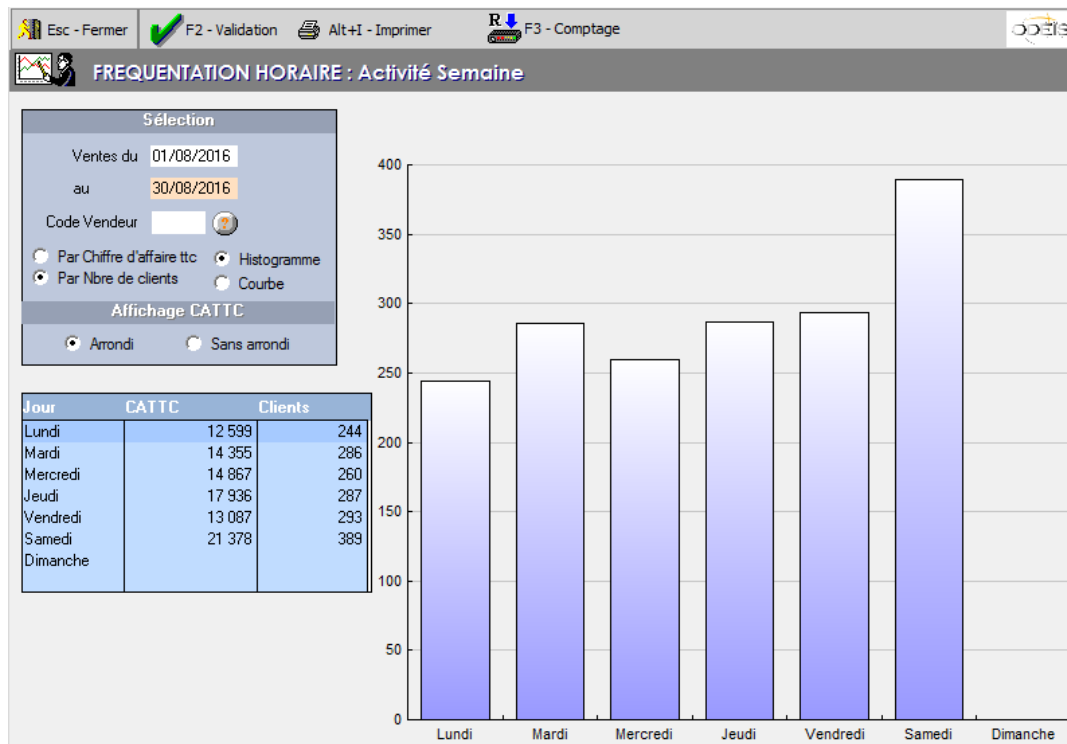 Esc - Fermer F2 - Validation Alt+I - Imprimer R F3 - Comptage
FREQUENTATION HORAIRE : Activité Semaine
Sélection
Ventes du 01/08/2016
au 30/08/2016
Code Vendeur ?
Par Chiffre d'affaire ttc Histogramme
Par Nbre de clients Courbe
Affichage CATTC
Arrondi Sans arrondi
Jour CATTC Clients
Lundi 12 599 244
Mardi 14 355 286
Mercredi 14 867 260
Jeudi 17 936 287
Vendredi 13 087 293
Samedi 21 378 389
Dimanche
400
350
300
250
200
150
100
50
0
Lundi Mardi Mercredi Jeudi Vendredi Samedi Dimanche